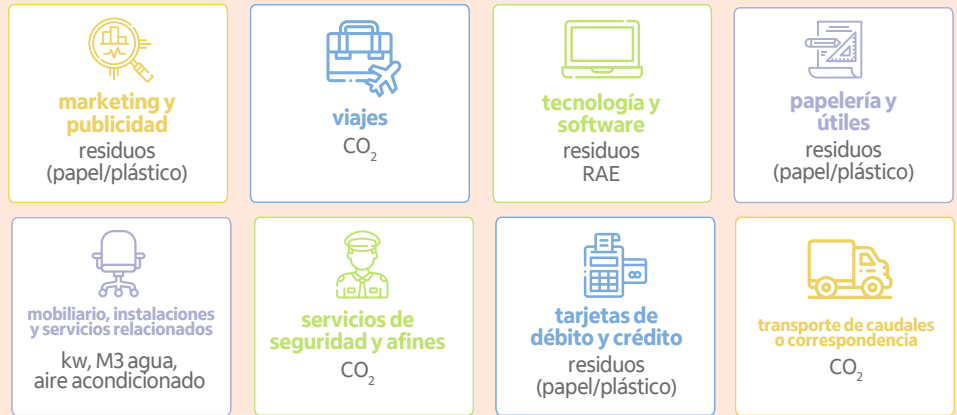 marketing y
publicidad
residuos
(papel/plástico)
viajes
CO₂
tecnología y
software
residuos
RAE
papelería y
útiles
residuos
(papel/plástico)
mobiliario, instalaciones
y servicios relacionados
kw, M3 agua,
aire acondicionado
servicios de
seguridad y afines
CO₂
tarjetas de
débito y crédito
residuos
(papel/plástico)
transporte de caudales
o correspondencia
CO₂